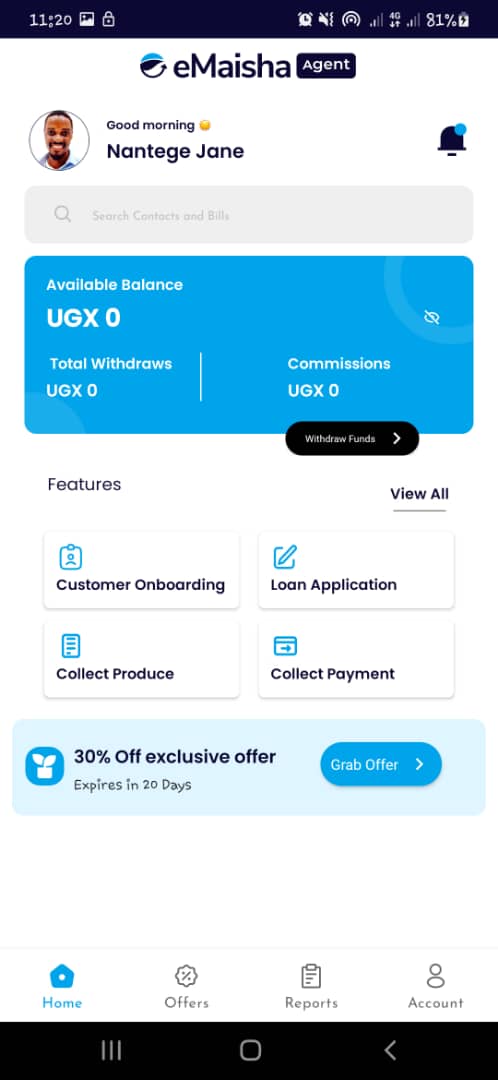 11:20 4G 81%
eMaisha Agent
Good morning
Nantege Jane
Search Contacts and Bills
Available Balance
UGX 0
Total Withdraws Commissions
UGX 0 UGX 0
Withdraw Funds
Features
View All
Customer Onboarding Loan Application
Collect Produce Collect Payment
30% Off exclusive offer
Expires in 20 Days
Grab Offer
Home Offers Reports Account